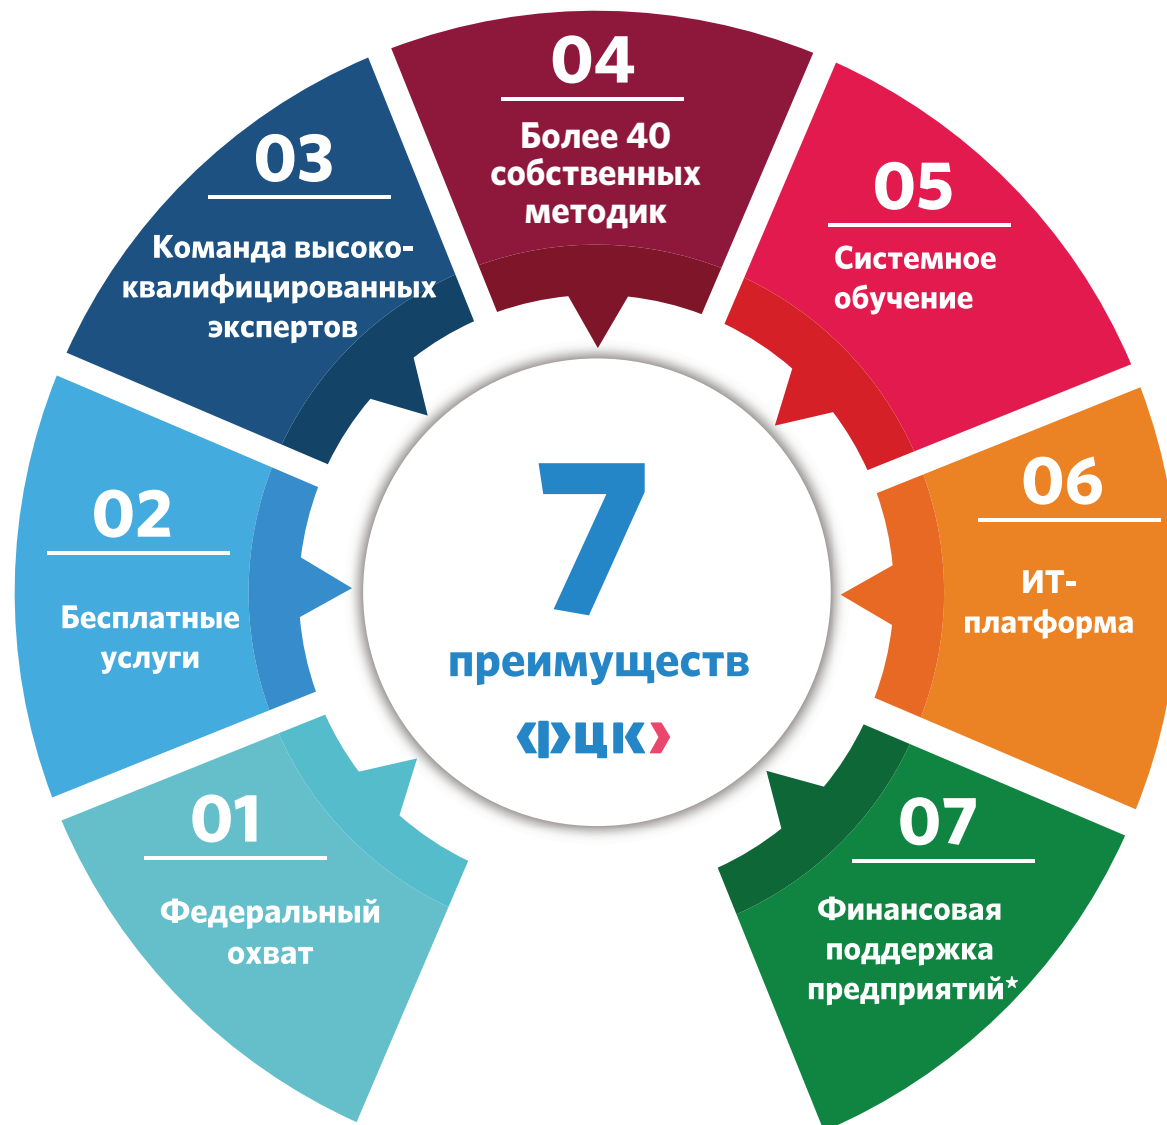 04
Более 40
собственных
методик
03
Команда высоко-
квалифицированных
экспертов
05
Системное
обучение
02
Бесплатные
услуги
7
преимуществ
ФЦК
06
ИТ-
платформа
01
Федеральный
охват
07
Финансовая
поддержка
предприятий*